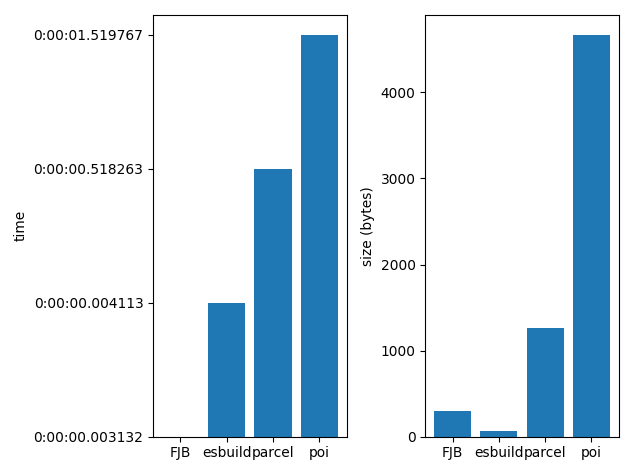 time
0:00:01.519767
0:00:00.518263
0:00:00.004113
0:00:00.003132
FJB esbuild parcel poi
size (bytes)
4000
3000
2000
1000
0
FJB esbuild parcel poi